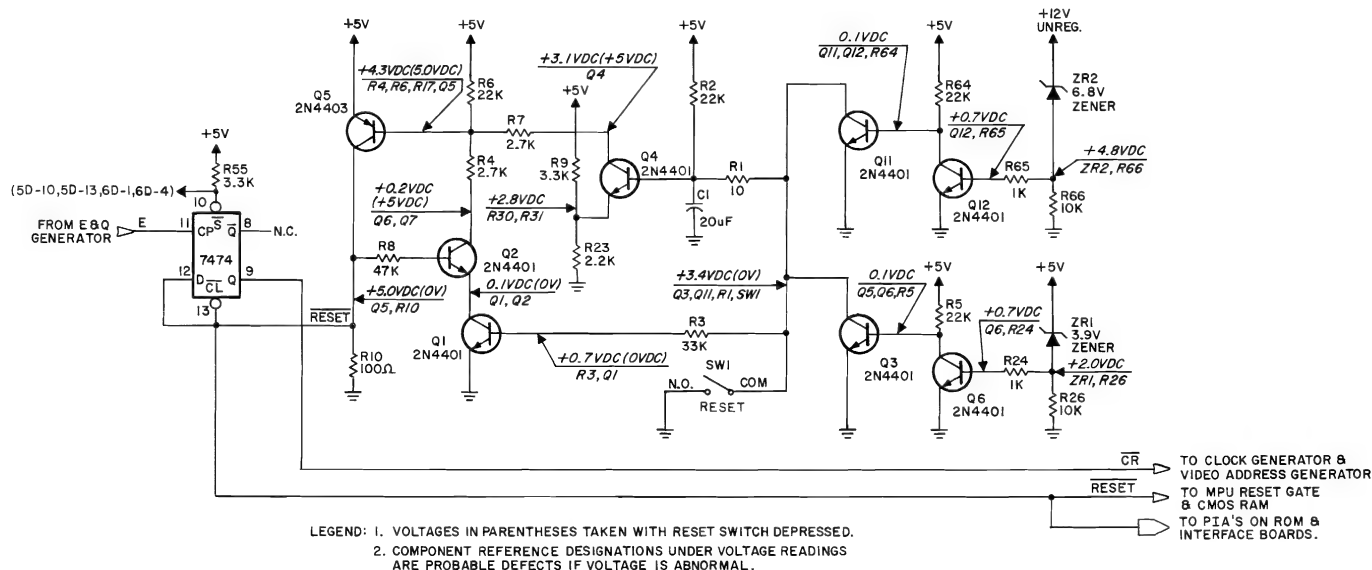 +5V
+5V
+5V
+5V
+12V
UNREG.
+4.3VDC(5.0VDC)
R4, R6, R17, Q5
R6
22K
+3.1VDC(+5VDC)
Q4
R2
22K
0.1VDC
Q11, Q12, R64
R64
22K
ZR2
6.8V
ZENER
Q5
2N4403
+5V
R7
2.7K
R9
3.3K
Q4
2N4401
R1
10
Q11
2N4401
+0.7VDC
Q12, R65
R65
1K
+4.8VDC
ZR2, R66
+5V
R55
3.3K
R4
2.7K
C1
20uF
Q12
2N4401
R66
10K
(5D-10,5D-13,6D-1,6D-4)
10
+0.2VDC
(+5VDC)
Q6, Q7
+2.8VDC
R30, R31
FROM E&Q
GENERATOR
E
11
CP
S
Q
8
N.C.
7474
12
D
CL
Q
9
13
R8
47K
Q2
2N4401
R23
2.2K
+3.4VDC(0V)
Q3,Q11,R1,SW1
0.1VDC
Q5,Q6,R5
+5V
+5V
+5.0VDC(0V)
Q5, R10
0.1VDC(0V)
Q1, Q2
R5
22K
+0.7VDC
Q6, R24
ZR1
3.9V
ZENER
RESET
Q1
2N4401
R3
33K
Q3
2N4401
R24
1K
+2.0VDC
ZR1, R26
R10
100Ω
+0.7VDC(0VDC)
R3, Q1
SW1
N.O.
COM
RESET
Q6
2N4401
R26
10K
CR
TO CLOCK GENERATOR &
VIDEO ADDRESS GENERATOR
RESET
TO MPU RESET GATE
& CMOS RAM
TO PIA'S ON ROM &
INTERFACE BOARDS.
LEGEND: 1. VOLTAGES IN PARENTHESES TAKEN WITH RESET SWITCH DEPRESSED.
2. COMPONENT REFERENCE DESIGNATIONS UNDER VOLTAGE READINGS
ARE PROBABLE DEFECTS IF VOLTAGE IS ABNORMAL.